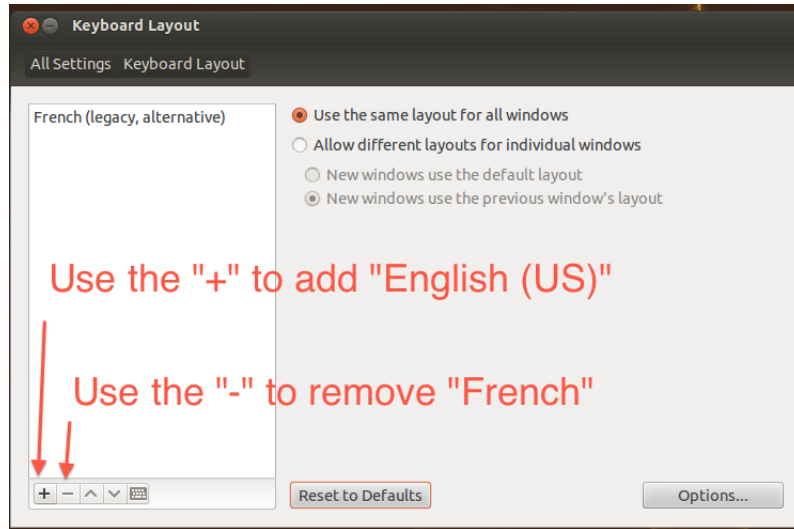 Keyboard Layout
All Settings Keyboard Layout
French (legacy, alternative)
Use the same layout for all windows
Allow different layouts for individual windows
New windows use the default layout
New windows use the previous window's layout
Use the "+" to add "English (US)"
Use the "-" to remove "French"
Reset to Defaults
Options...